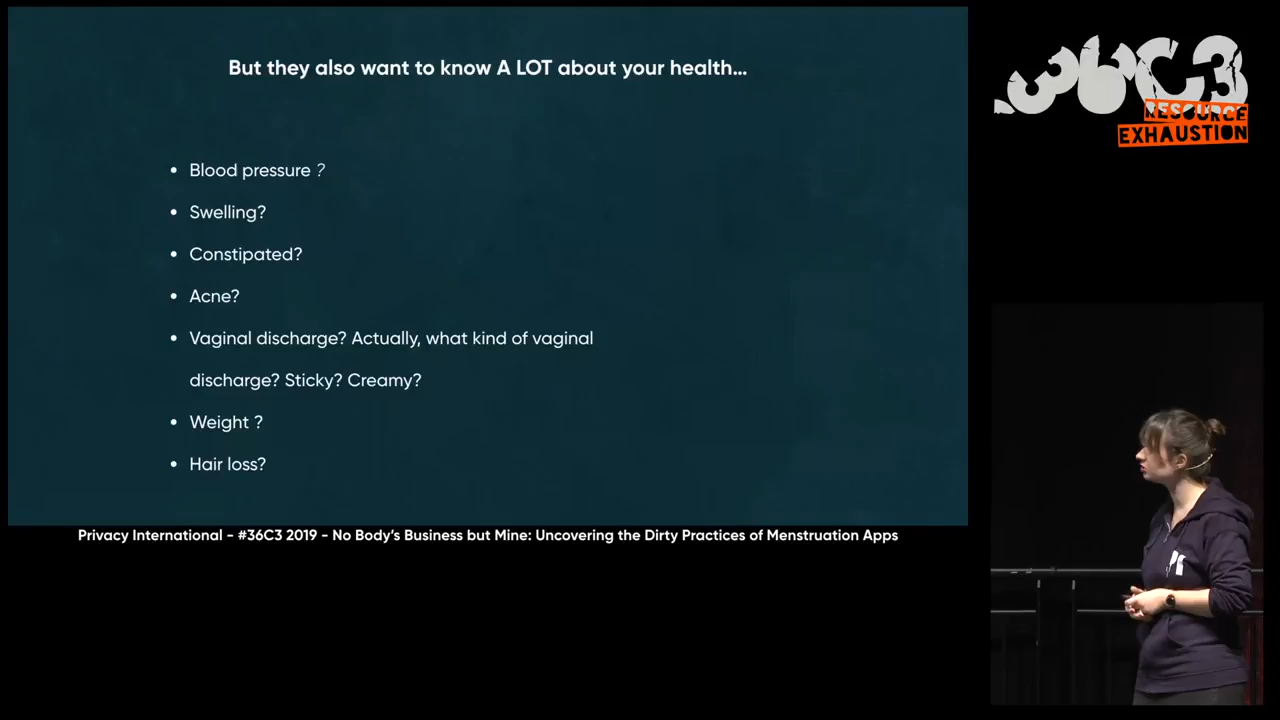 But they also want to know A LOT about your health...
36C3
RESOURCE
EXHAUSTION
• Blood pressure ?
• Swelling?
• Constipated?
• Acne?
• Vaginal discharge? Actually, what kind of vaginal
discharge? Sticky? Creamy?
• Weight ?
• Hair loss?
Privacy International - #36C3 2019 - No Body's Business but Mine: Uncovering the Dirty Practices of Menstruation Apps